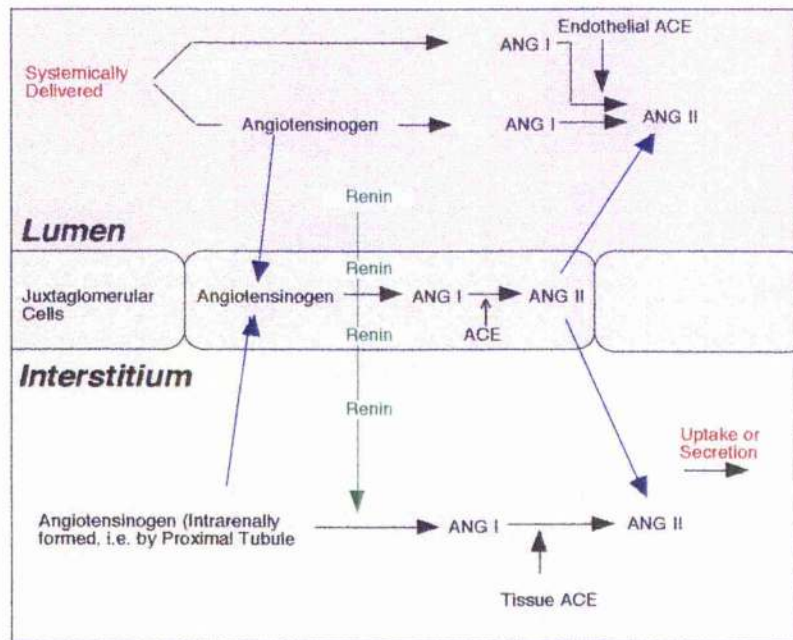 Endothelial ACE
ANG I
Systemically
Delivered
Angiotensinogen
ANG I
ANG II
Renin
Lumen
Renin
Juxtaglomerular
Cells
Angiotensinogen
ANG I
ANG II
Renin
ACE
Interstitium
Renin
Uptake or
Secretion
Angiotensinogen (Intrarenally
formed, i.e. by Proximal Tubule
ANG I
ANG II
Tissue ACE